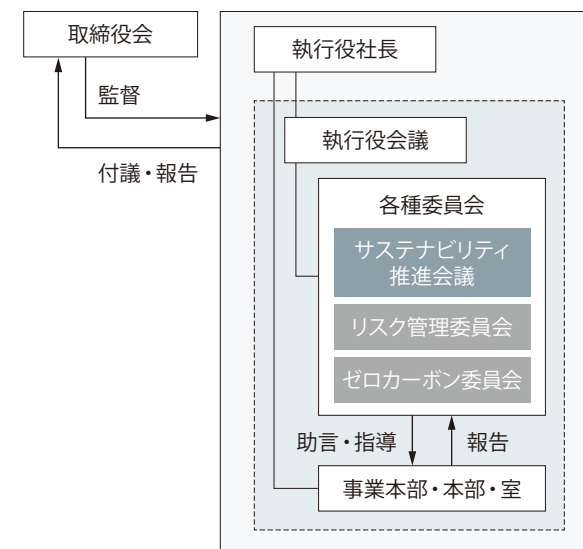 取締役会
執行役社長
監督
付議・報告
執行役会議
各種委員会
サステナビリティ
推進会議
リスク管理委員会
ゼロカーボン委員会
助言・指導
報告
事業本部・本部・室